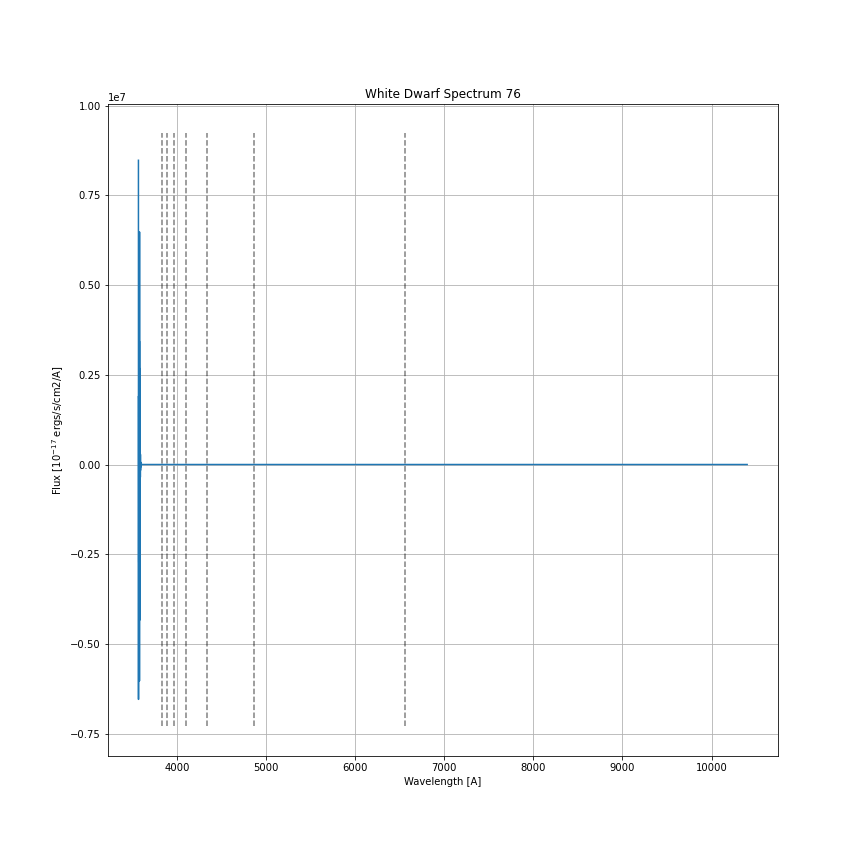 White Dwarf Spectrum 76
1e7
1.00
0.75
0.50
0.25
0.00
−0.25
−0.50
−0.75
Flux [10⁻¹⁷ ergs/s/cm2/A]
4000 5000 6000 7000 8000 9000 10000
Wavelength [A]